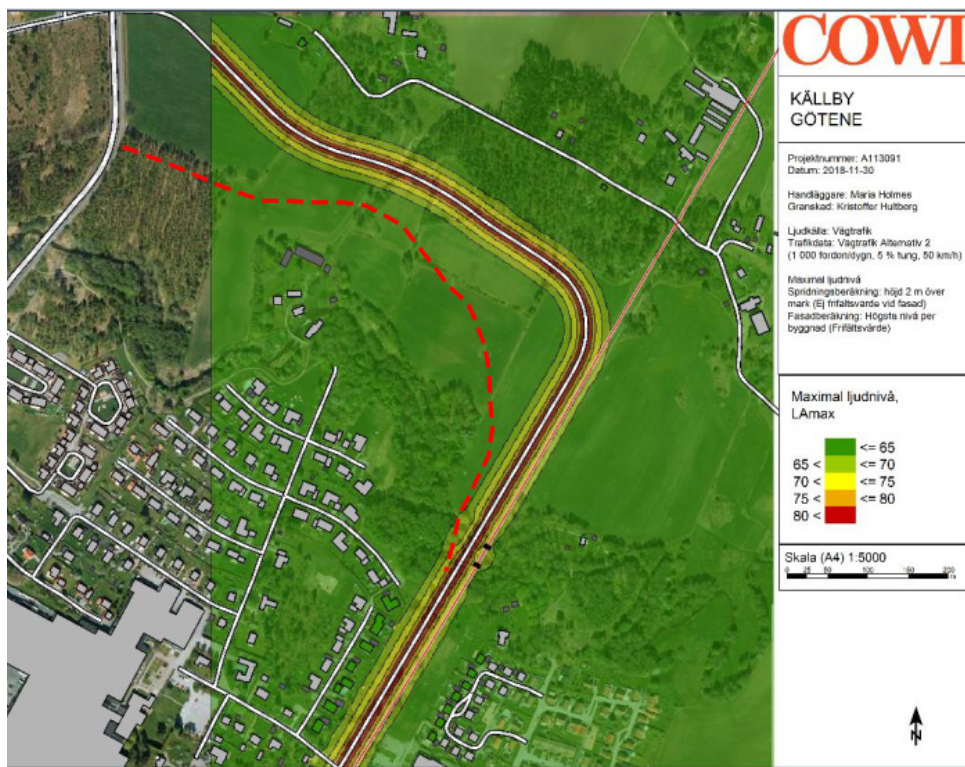 COWI
KÄLLBY
GÖTENE
Projektnummer: A113091
Datum: 2018-11-30
Handläggare: Maria Holmes
Granskad: Kristoffer Hultberg
Ljudkälla: Vägtrafik
Trafikdata: Vägtrafik Alternativ 2
(1 000 fordon/dygn, 5 % tung, 50 km/h)
Maximal ljudnivå
Spridningsberäkning: höjd 2 m över
mark (Ej frifältsvärde vid fasad)
Fasadberäkning: Högsta nivå per
byggnad (Frifältsvärde)
Maximal ljudnivå,
LAmax
<= 65
65 < <= 70
70 < <= 75
75 < <= 80
80 <
Skala (A4) 1:5000
0 25 50 100 150 200
m
N